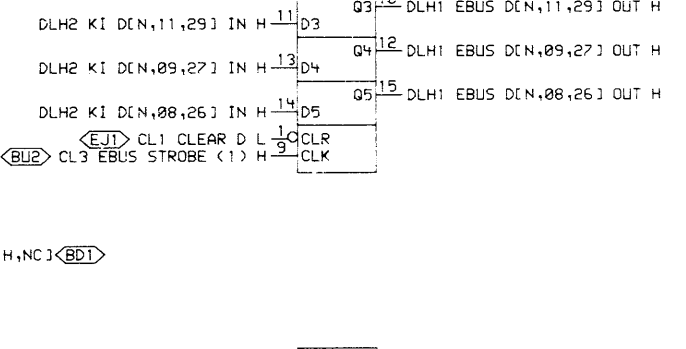 Q3 DLH1 EBUS D[N,11,29] OUT H
DLH2 KI D[N,11,29] IN H 11 D3
Q4 12 DLH1 EBUS D[N,09,27] OUT H
DLH2 KI D[N,09,27] IN H 13 D4
Q5 15 DLH1 EBUS D[N,08,26] OUT H
DLH2 KI D[N,08,26] IN H 14 D5
EJ1 CL1 CLEAR D L 1 CLR
BU2 CL3 EBUS STROBE (1) H 9 CLK
H,NC] BD1